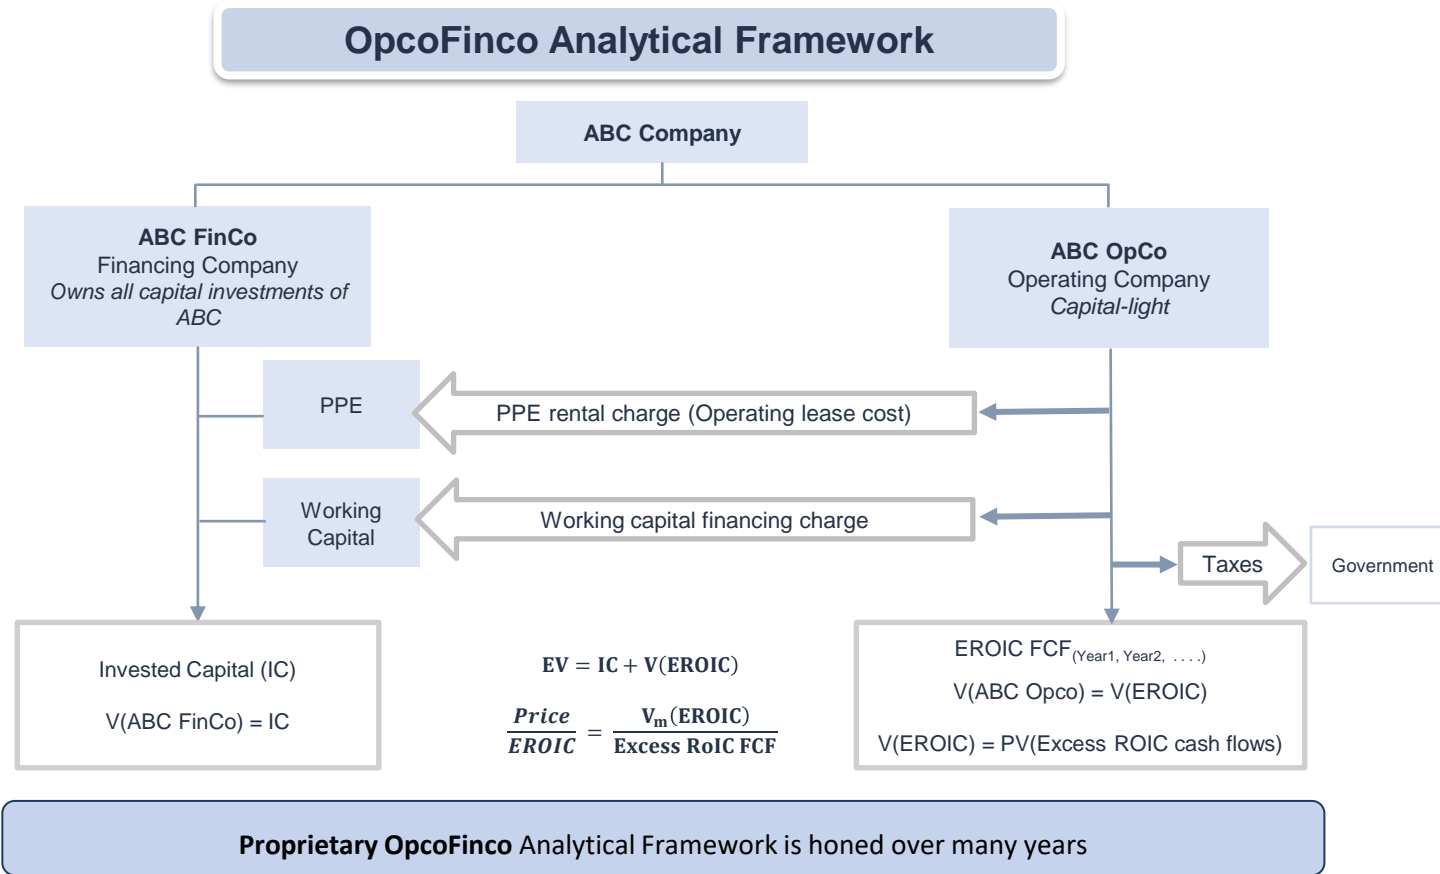 OpcoFinco Analytical Framework
ABC Company
ABC FinCo
Financing Company
Owns all capital investments of
ABC
ABC OpCo
Operating Company
Capital-light
PPE
PPE rental charge (Operating lease cost)
Working
Capital
Working capital financing charge
Taxes
Government
Invested Capital (IC)
V(ABC FinCo) = IC
EV = IC + V(EROIC)
Price/EROIC = Vm(EROIC)/Excess RoIC FCF
EROIC FCF(Year1, Year2, . . . .)
V(ABC Opco) = V(EROIC)
V(EROIC) = PV(Excess ROIC cash flows)
Proprietary OpcoFinco Analytical Framework is honed over many years